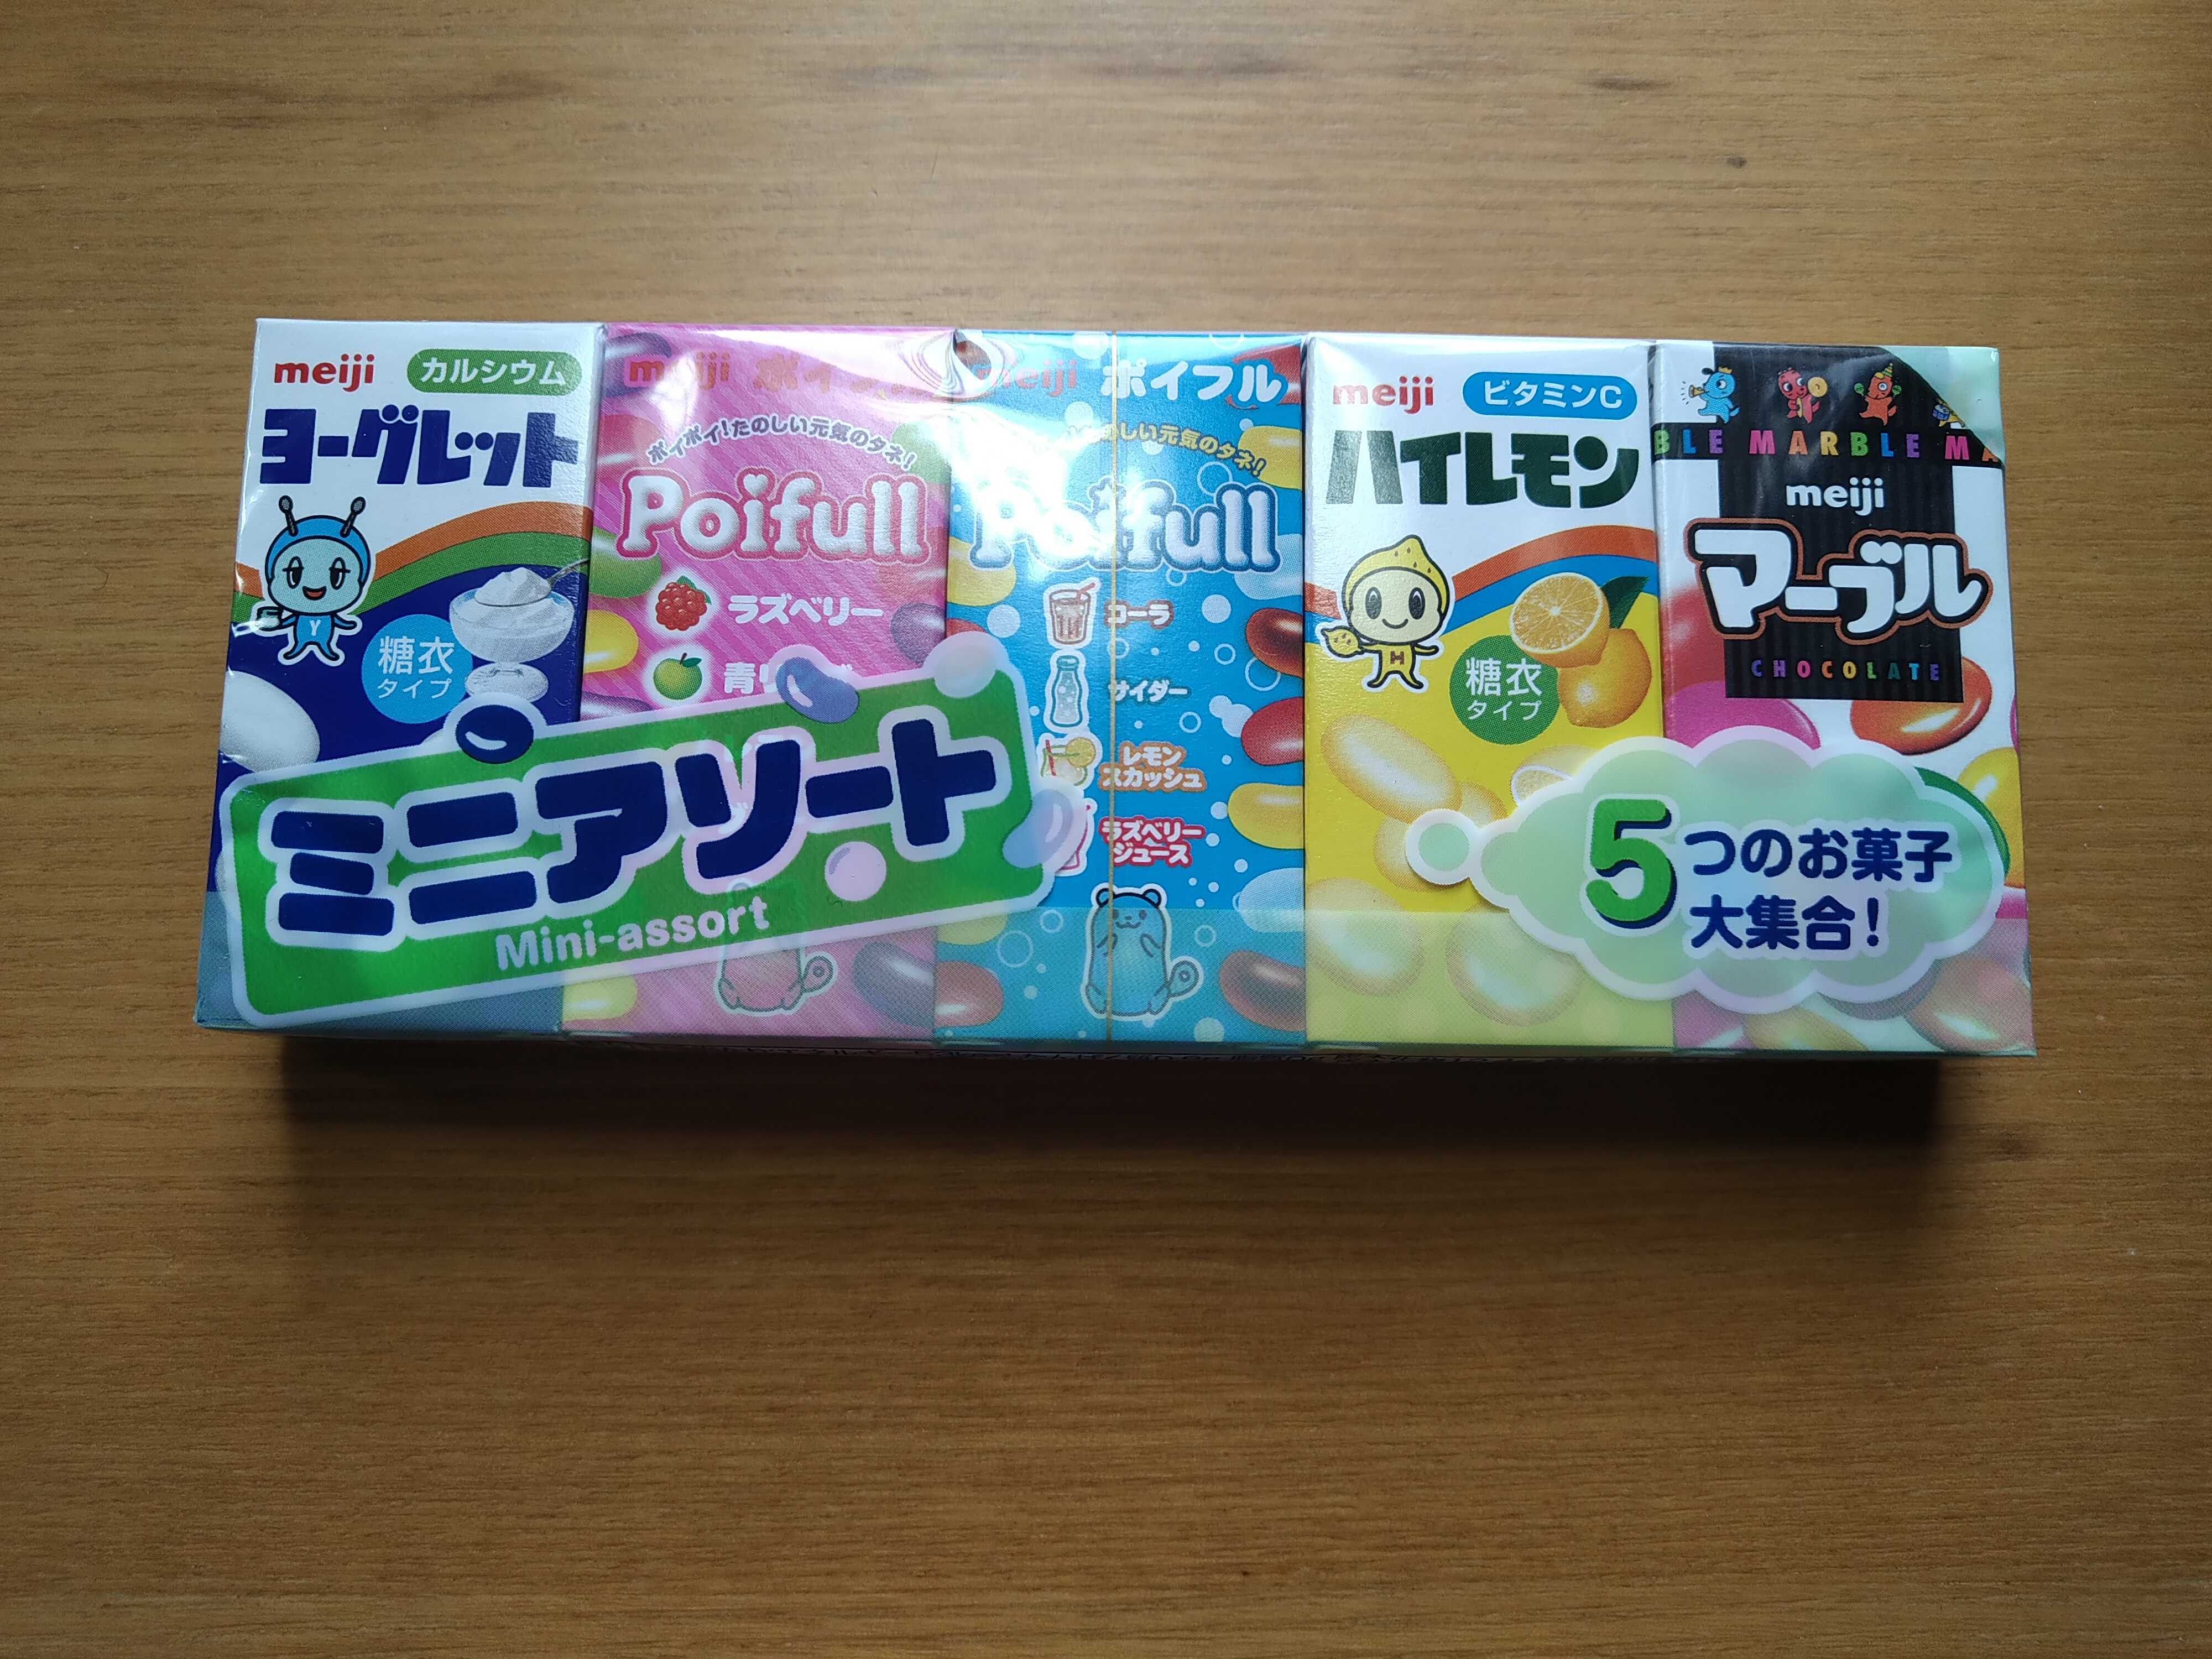 meiji カルシウム
ヨーグレット
Y
糖衣
タイプ
meiji
ポイポイ!たのしい元気のタネ!
Poifull
ラズベリー
meiji ポイフル
のしい元気のタネ!
Poifull
コーラ
サイダー
レモン
スカッシュ
ラズベリー
ジュース
meiji ビタミンC
ハイレモン
H
糖衣
タイプ
BLE MARBLE MA
meiji
マーブル
CHOCOLATE
ミニアソート
Mini-assort
5つのお菓子
大集合!